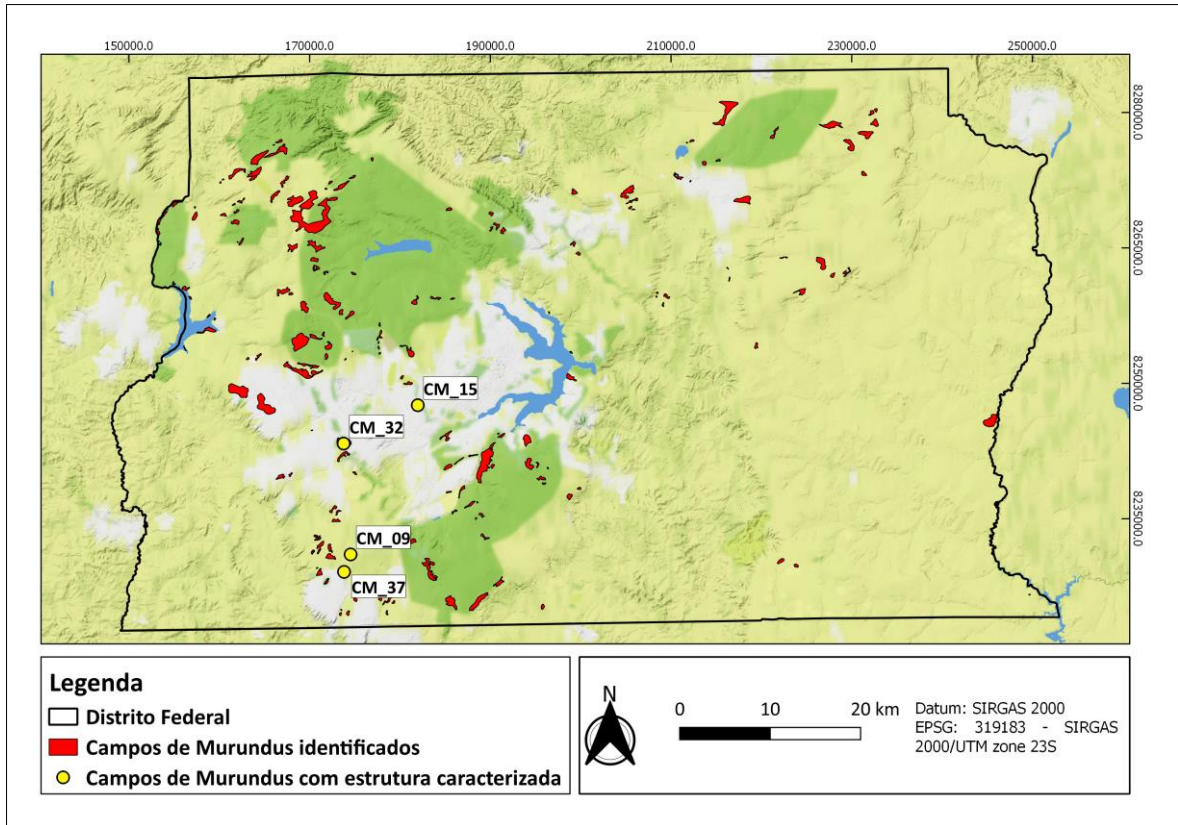 150000.0 170000.0 190000.0 210000.0 230000.0 250000.0
8280000.0
8265000.0
8250000.0
8235000.0
CM_15
CM_32
CM_09
CM_37
Legenda
Distrito Federal
Campos de Murundus identificados
Campos de Murundus com estrutura caracterizada
N
0 10 20 km
Datum: SIRGAS 2000
EPSG: 319183 - SIRGAS
2000/UTM zone 23S